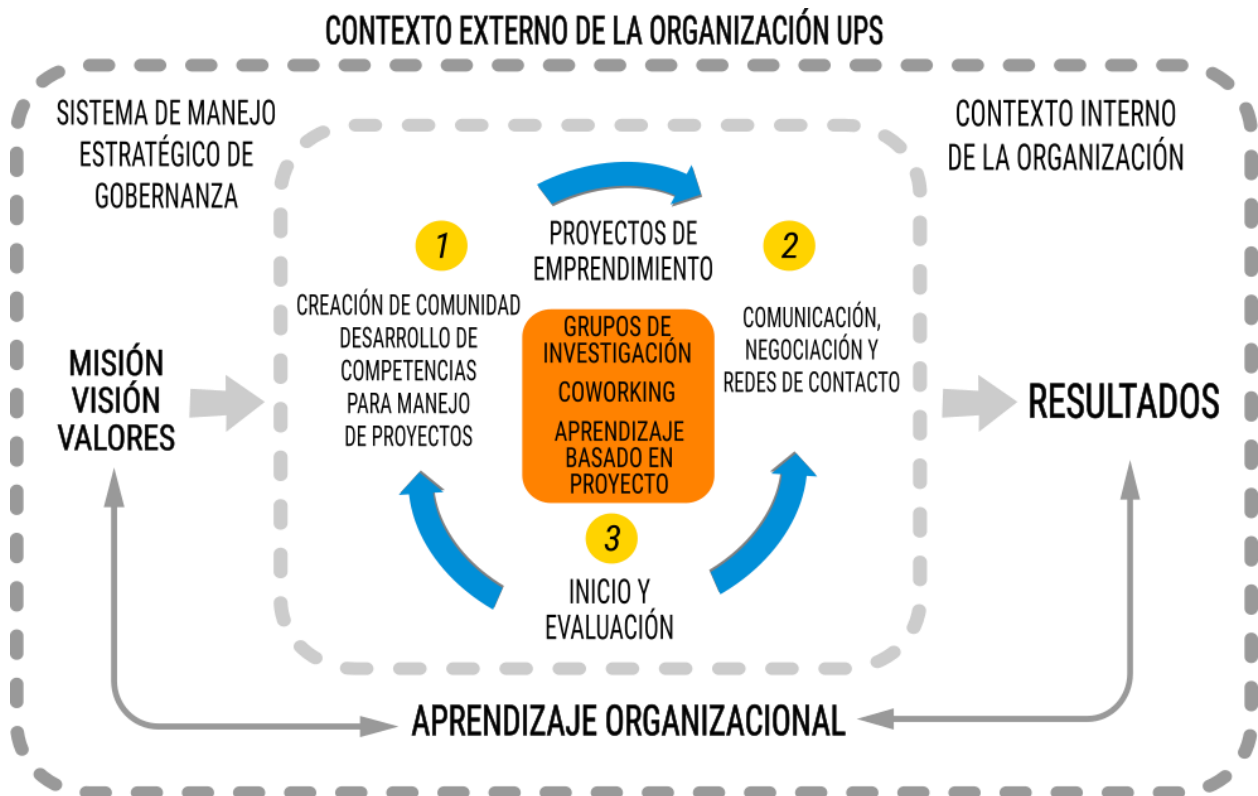 CONTEXTO EXTERNO DE LA ORGANIZACIÓN UPS
SISTEMA DE MANEJO
ESTRATÉGICO DE
GOBERNANZA
CONTEXTO INTERNO
DE LA ORGANIZACIÓN
MISIÓN
VISIÓN
VALORES
1
CREACIÓN DE COMUNIDAD
DESARROLLO DE
COMPETENCIAS
PARA MANEJO
DE PROYECTOS
PROYECTOS DE
EMPRENDIMIENTO
GRUPOS DE
INVESTIGACIÓN
COWORKING
APRENDIZAJE
BASADO EN
PROYECTO
2
COMUNICACIÓN,
NEGOCIACIÓN Y
REDES DE CONTACTO
3
INICIO Y
EVALUACIÓN
RESULTADOS
APRENDIZAJE ORGANIZACIONAL